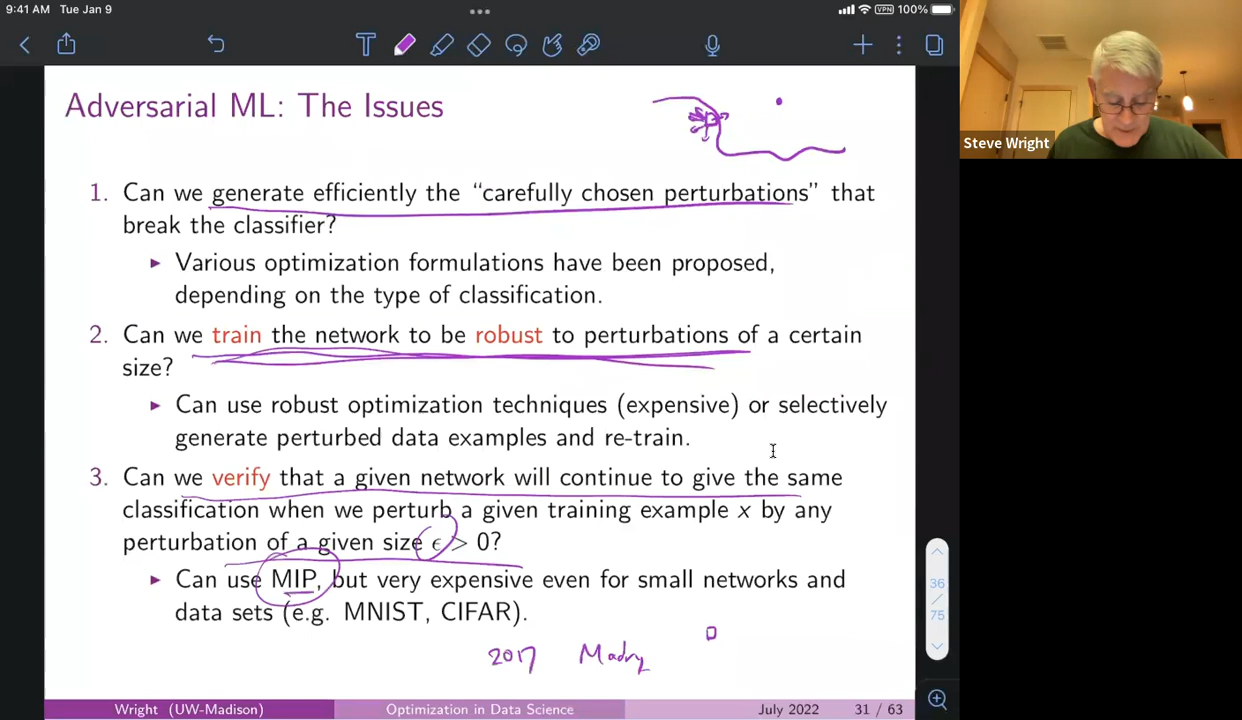 9:41 AM Tue Jan 9
VPN 100%
Adversarial ML: The Issues
Steve Wright
1. Can we generate efficiently the “carefully chosen perturbations” that
break the classifier?
Various optimization formulations have been proposed,
depending on the type of classification.
2. Can we train the network to be robust to perturbations of a certain
size?
Can use robust optimization techniques (expensive) or selectively
generate perturbed data examples and re-train.
3. Can we verify that a given network will continue to give the same
classification when we perturb a given training example x by any
perturbation of a given size ϵ > 0?
Can use MIP, but very expensive even for small networks and
data sets (e.g. MNIST, CIFAR).
36
/
75
2017 Madry
Wright (UW-Madison) Optimization in Data Science July 2022 31 / 63